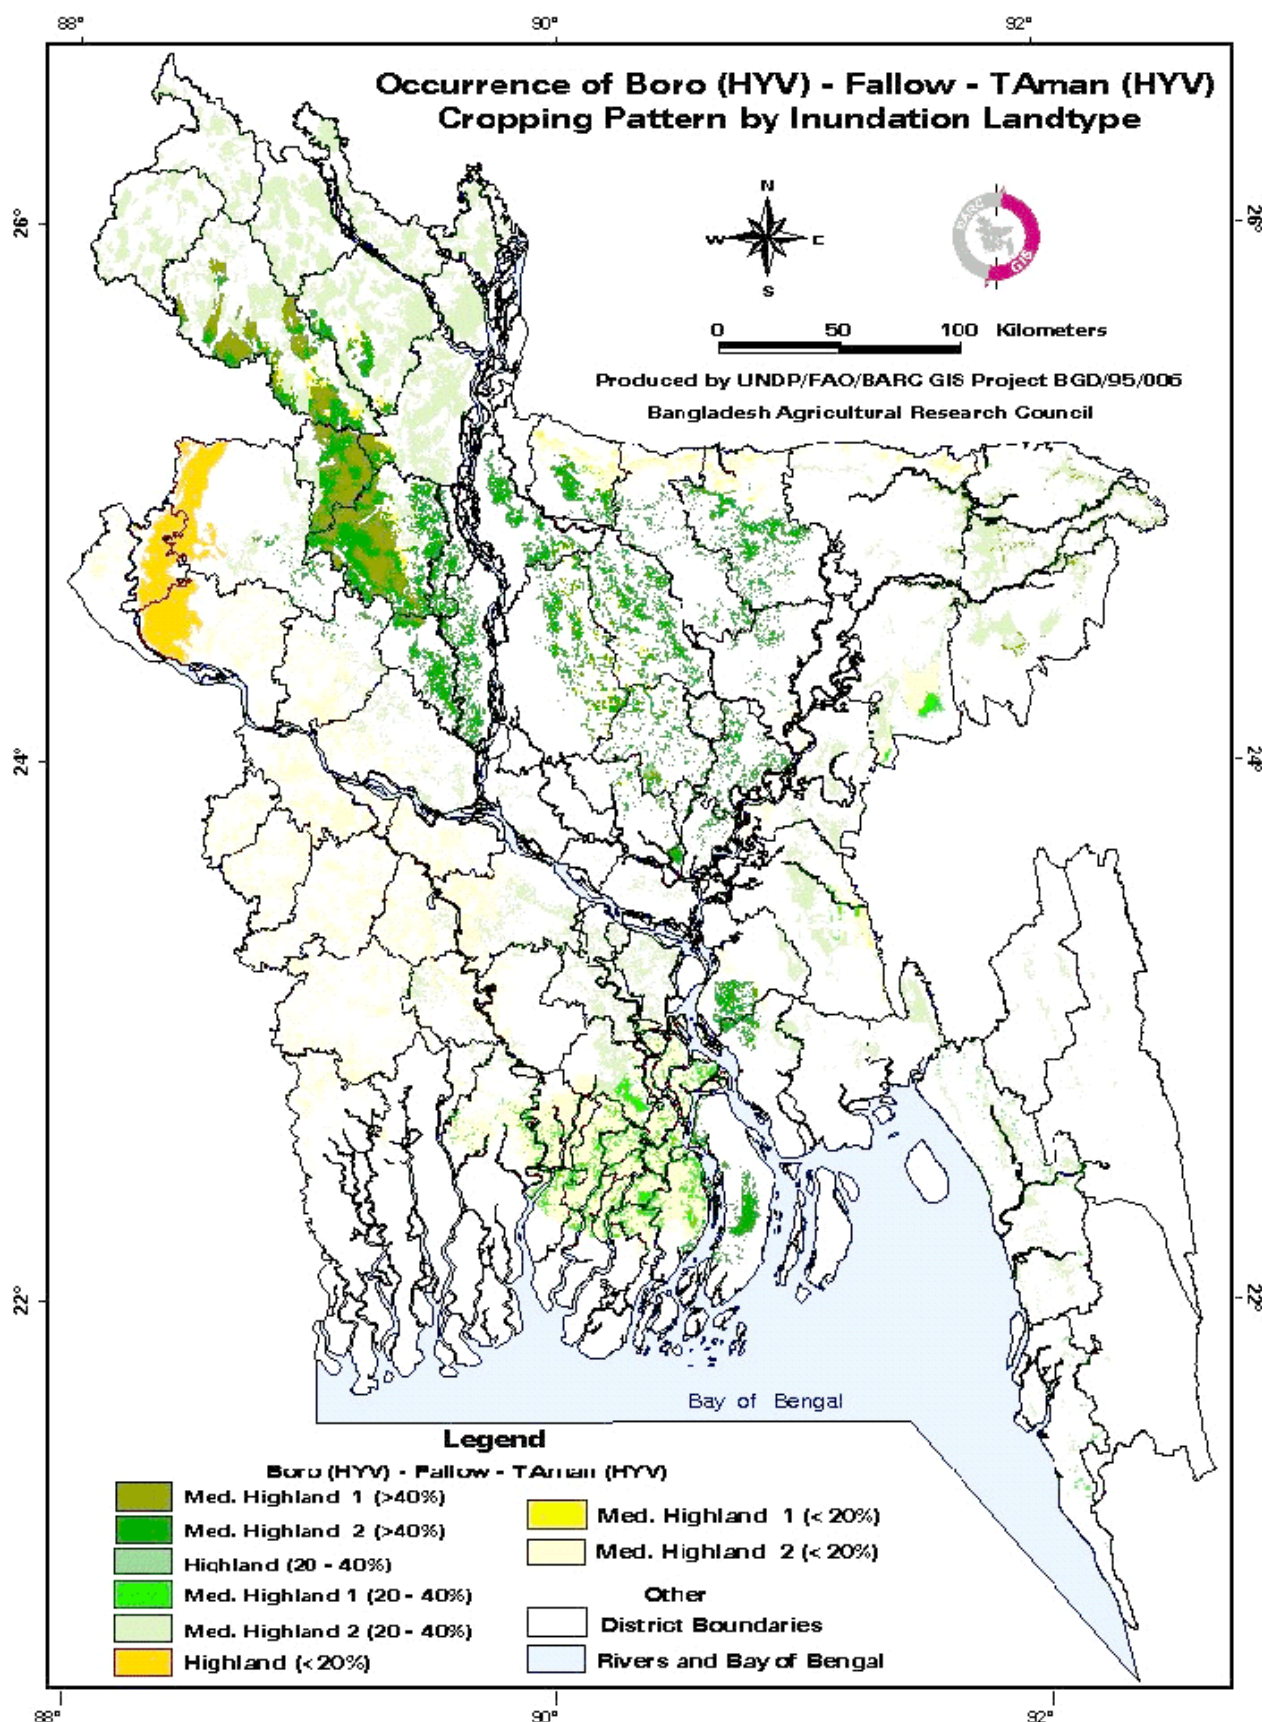 88° 90° 92°
Occurrence of Boro (HYV) - Fallow - TAman (HYV)
Cropping Pattern by Inundation Landtype
26°
N
W E
S
BARC
GIS
26°
0 50 100 Kilometers
Produced by UNDP/FAO/BARC GIS Project BGD/95/006
Bangladesh Agricultural Research Council
24°
22°
Bay of Bengal
Legend
Boro (HYV) - Fallow - TAman (HYV)
Med. Highland 1 (>40%)
Med. Highland 2 (>40%)
Highland (20 - 40%)
Med. Highland 1 (20 - 40%)
Med. Highland 2 (20 - 40%)
Highland (<20%)
Med. Highland 1 (<20%)
Med. Highland 2 (<20%)
Other
District Boundaries
Rivers and Bay of Bengal
88° 90° 92°